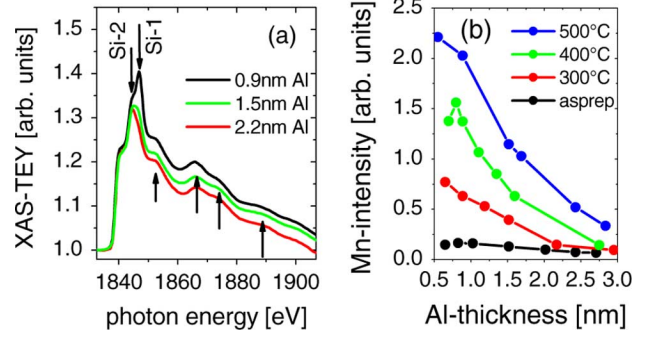 (a)
Si-2
Si-1
0.9nm Al
1.5nm Al
2.2nm Al
XAS-TEY [arb. units]
1.5
1.4
1.3
1.2
1.1
1.0
1840 1860 1880 1900
photon energy [eV]
(b)
500°C
400°C
300°C
asprep
Mn-intensity [arb. units]
2.5
2.0
1.5
1.0
0.5
0.0
0.5 1.0 1.5 2.0 2.5 3.0
Al-thickness [nm]